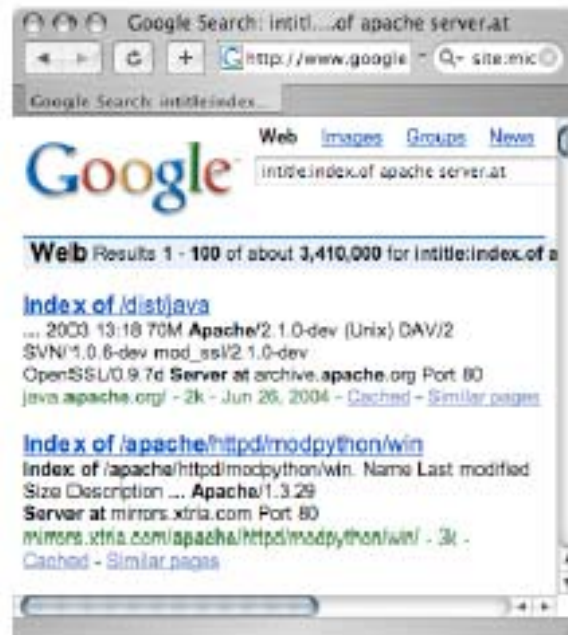 Google Search: intitl....of apache server.at
http://www.google
site:mic
Google Search: intitle:index...
Web Images Groups News
Google
intitle:index.of apache server.at
Web Results 1 - 100 of about 3,410,000 for intitle:index.of a
Index of /dist/java
... 2003 13:18 70M Apache/2.1.0-dev (Unix) DAV/2
SVN/1.0.6-dev mod_ssl/2.1.0-dev
OpenSSL/0.9.7d Server at archive.apache.org Port 80
java.apache.org/ - 2k - Jun 26, 2004 - Cached - Similar pages
Index of /apache/httpd/modpython/win
Index of /apache/httpd/modpython/win. Name Last modified
Size Description ... Apache/1.3.29
Server at mirrors.xtria.com Port 80
mirrors.xtria.com/apache/httpd/modpython/win/ - 3k -
Cached - Similar pages